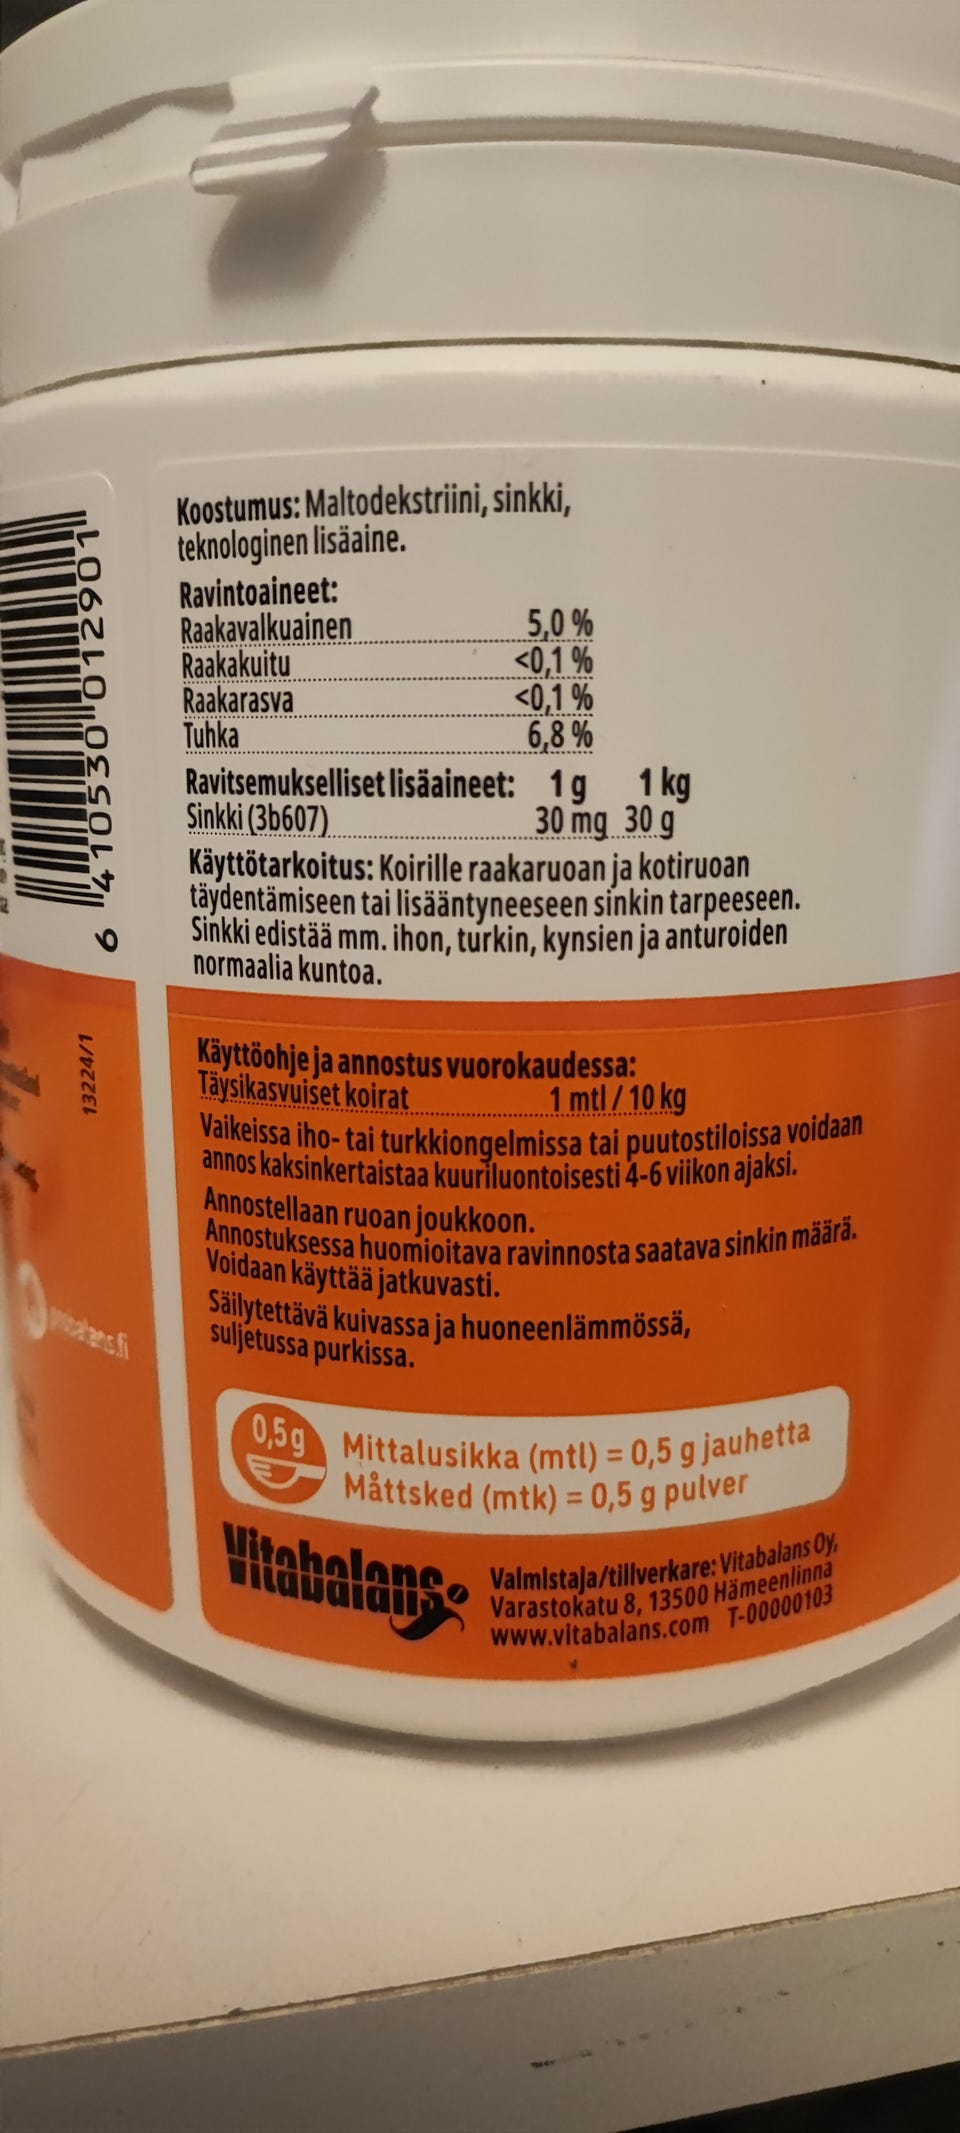 Koostumus: Maltodekstriini, sinkki,
teknologinen lisäaine.
Ravintoaineet:
Raakavalkuainen 5,0 %
Raakakuitu <0,1 %
Raakarasva <0,1 %
Tuhka 6,8 %
Ravitsemukselliset lisäaineet: 1 g 1 kg
Sinkki (3b607) 30 mg 30 g
Käyttötarkoitus: Koirille raakaruoan ja kotiruoan
täydentämiseen tai lisääntyneeseen sinkin tarpeeseen.
Sinkki edistää mm. ihon, turkin, kynsien ja anturoiden
normaalia kuntoa.
Käyttöohje ja annostus vuorokaudessa:
Täysikasvuiset koirat 1 mtl / 10 kg
Vaikeissa iho- tai turkkiongelmissa tai puutostiloissa voidaan
annos kaksinkertaistaa kuuriluontoisesti 4-6 viikon ajaksi.
Annostellaan ruoan joukkoon.
Annostuksessa huomioitava ravinnosta saatava sinkin määrä.
Voidaan käyttää jatkuvasti.
Säilytettävä kuivassa ja huoneenlämmössä,
suljetussa purkissa.
0,5g
Mittalusikka (mtl) = 0,5 g jauhetta
Måttsked (mtk) = 0,5 g pulver
Vitabalans
Valmistaja/tillverkare: Vitabalans Oy,
Varastokatu 8, 13500 Hämeenlinna
www.vitabalans.com T-00000103
6 410530 012901
13224/1